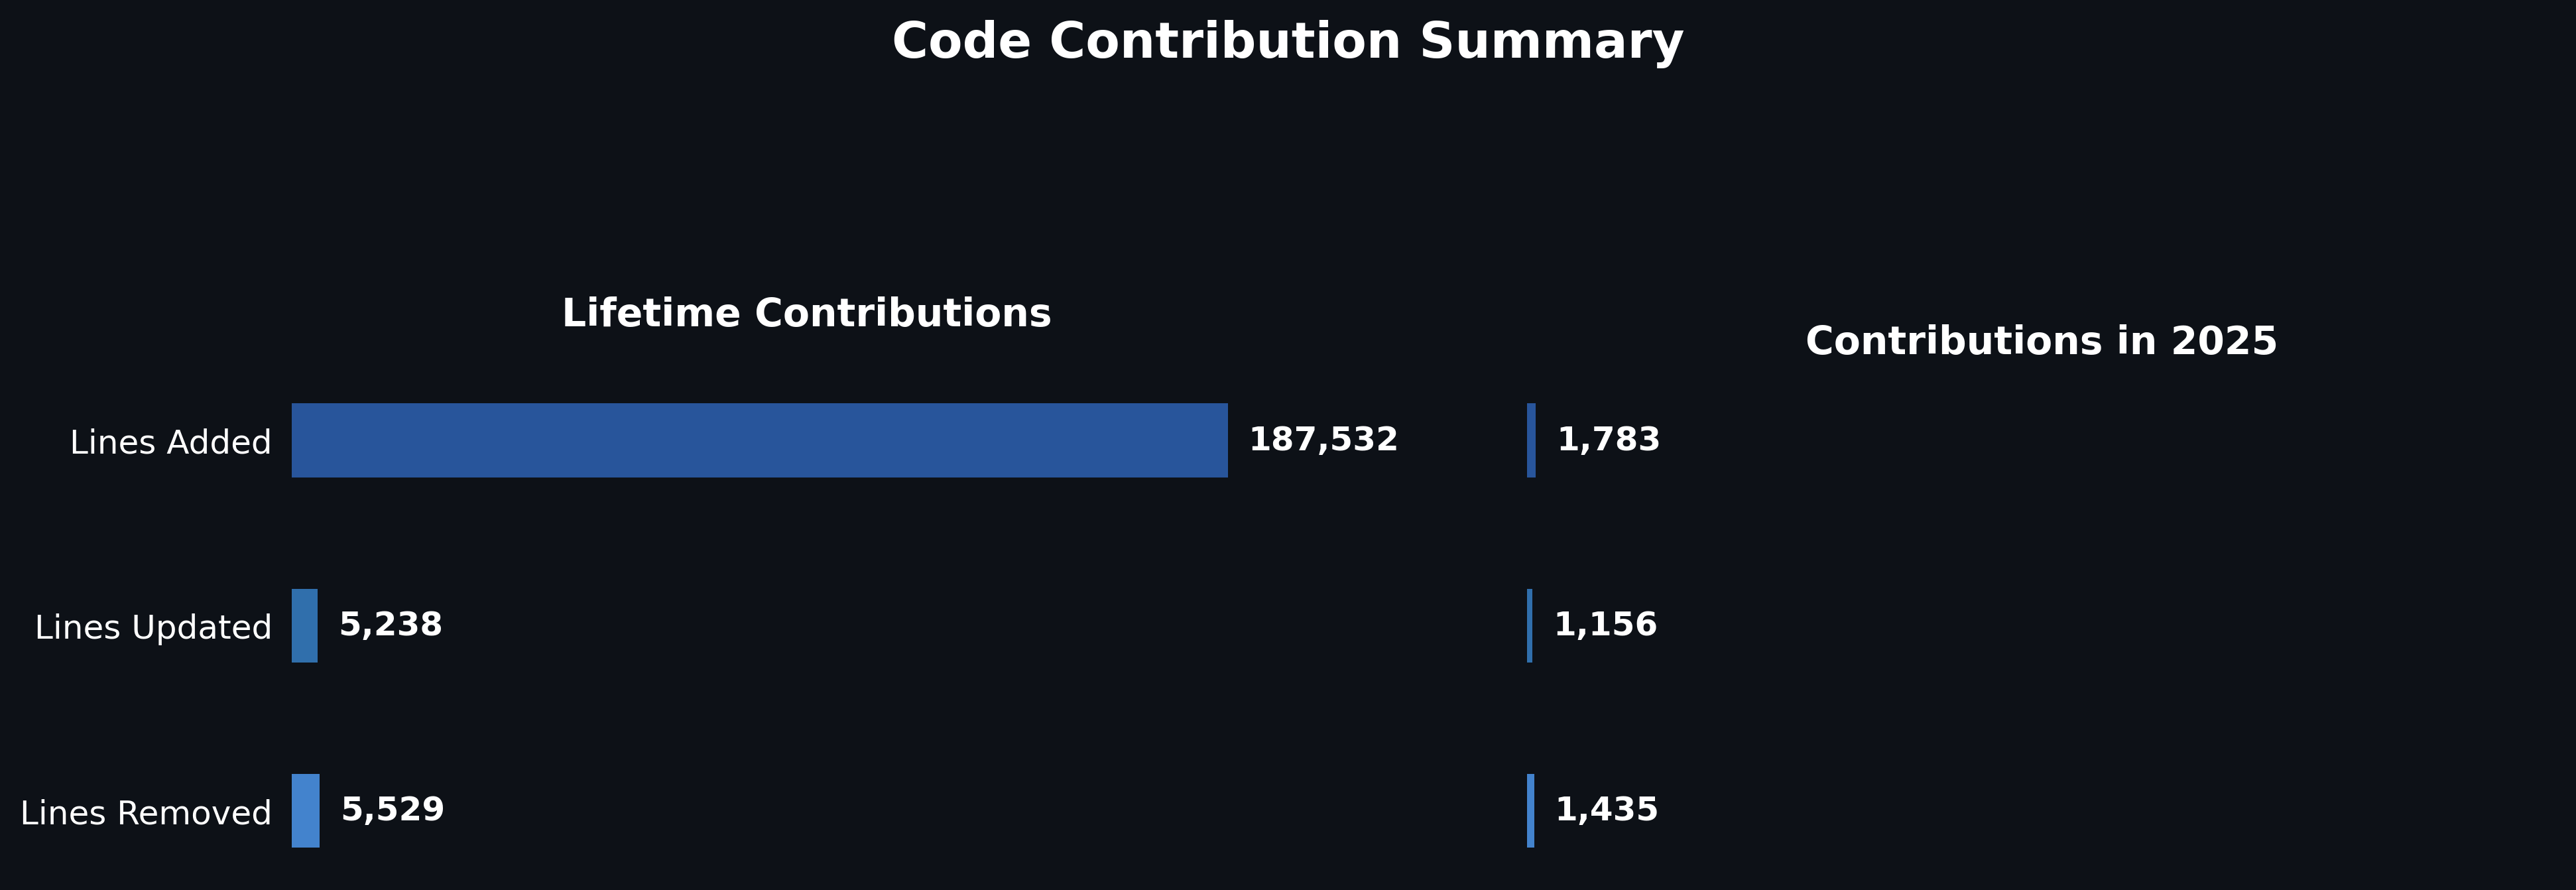 Code Contribution Summary
Lifetime Contributions
Contributions in 2025
Lines Added 187,532 1,783
Lines Updated 5,238 1,156
Lines Removed 5,529 1,435